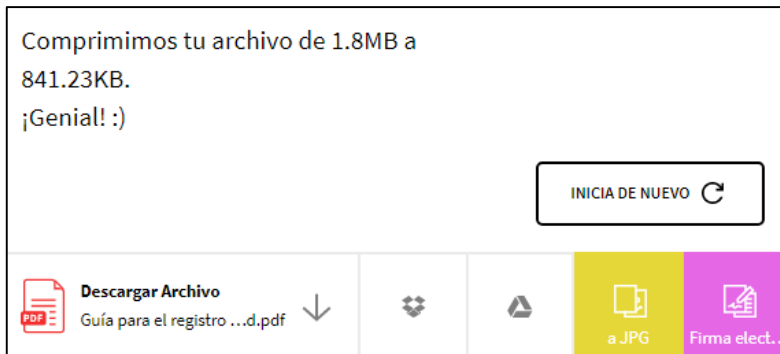 Comprimimos tu archivo de 1.8MB a
841.23KB.
¡Genial! :)
INICIA DE NUEVO
Descargar Archivo
Guía para el registro ...d.pdf
PDF
a JPG
Firma elect...